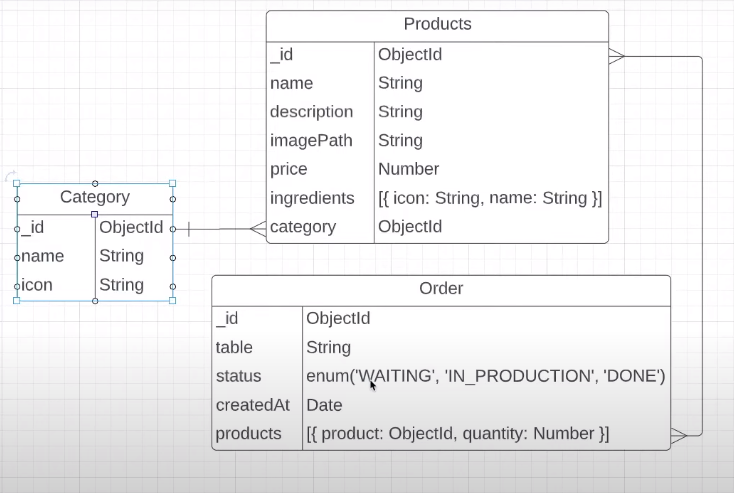 Products
_id ObjectId
name String
description String
imagePath String
price Number
ingredients [{ icon: String, name: String }]
category ObjectId
Category
_id ObjectId
name String
icon String
Order
_id ObjectId
table String
status enum('WAITING', 'IN_PRODUCTION', 'DONE')
createdAt Date
products [{ product: ObjectId, quantity: Number }]